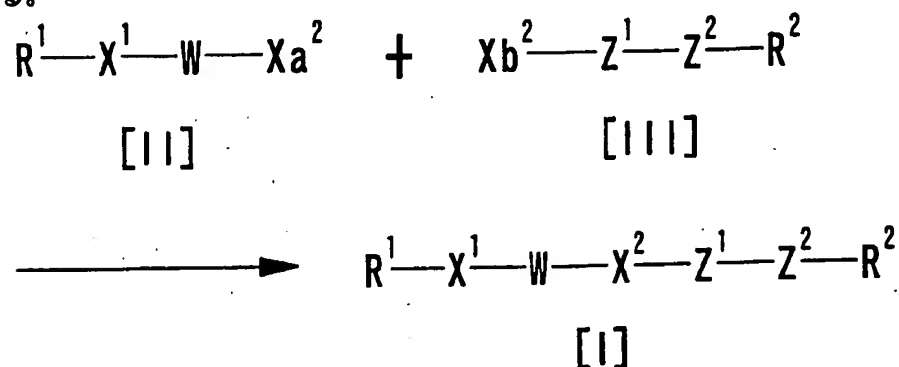 R¹—X¹—W—Xa² + Xb²—Z¹—Z²—R²
[II] [III]
R¹—X¹—W—X²—Z¹—Z²—R²
[I]